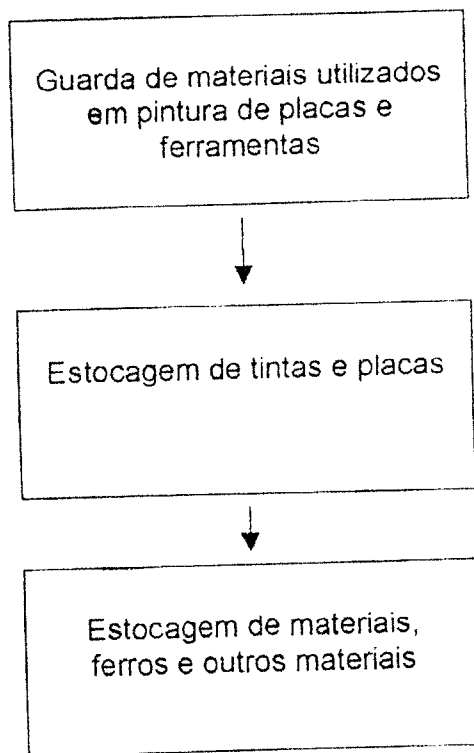 Guarda de materiais utilizados
em pintura de placas e
ferramentas
Estocagem de tintas e placas
Estocagem de materiais,
ferros e outros materiais